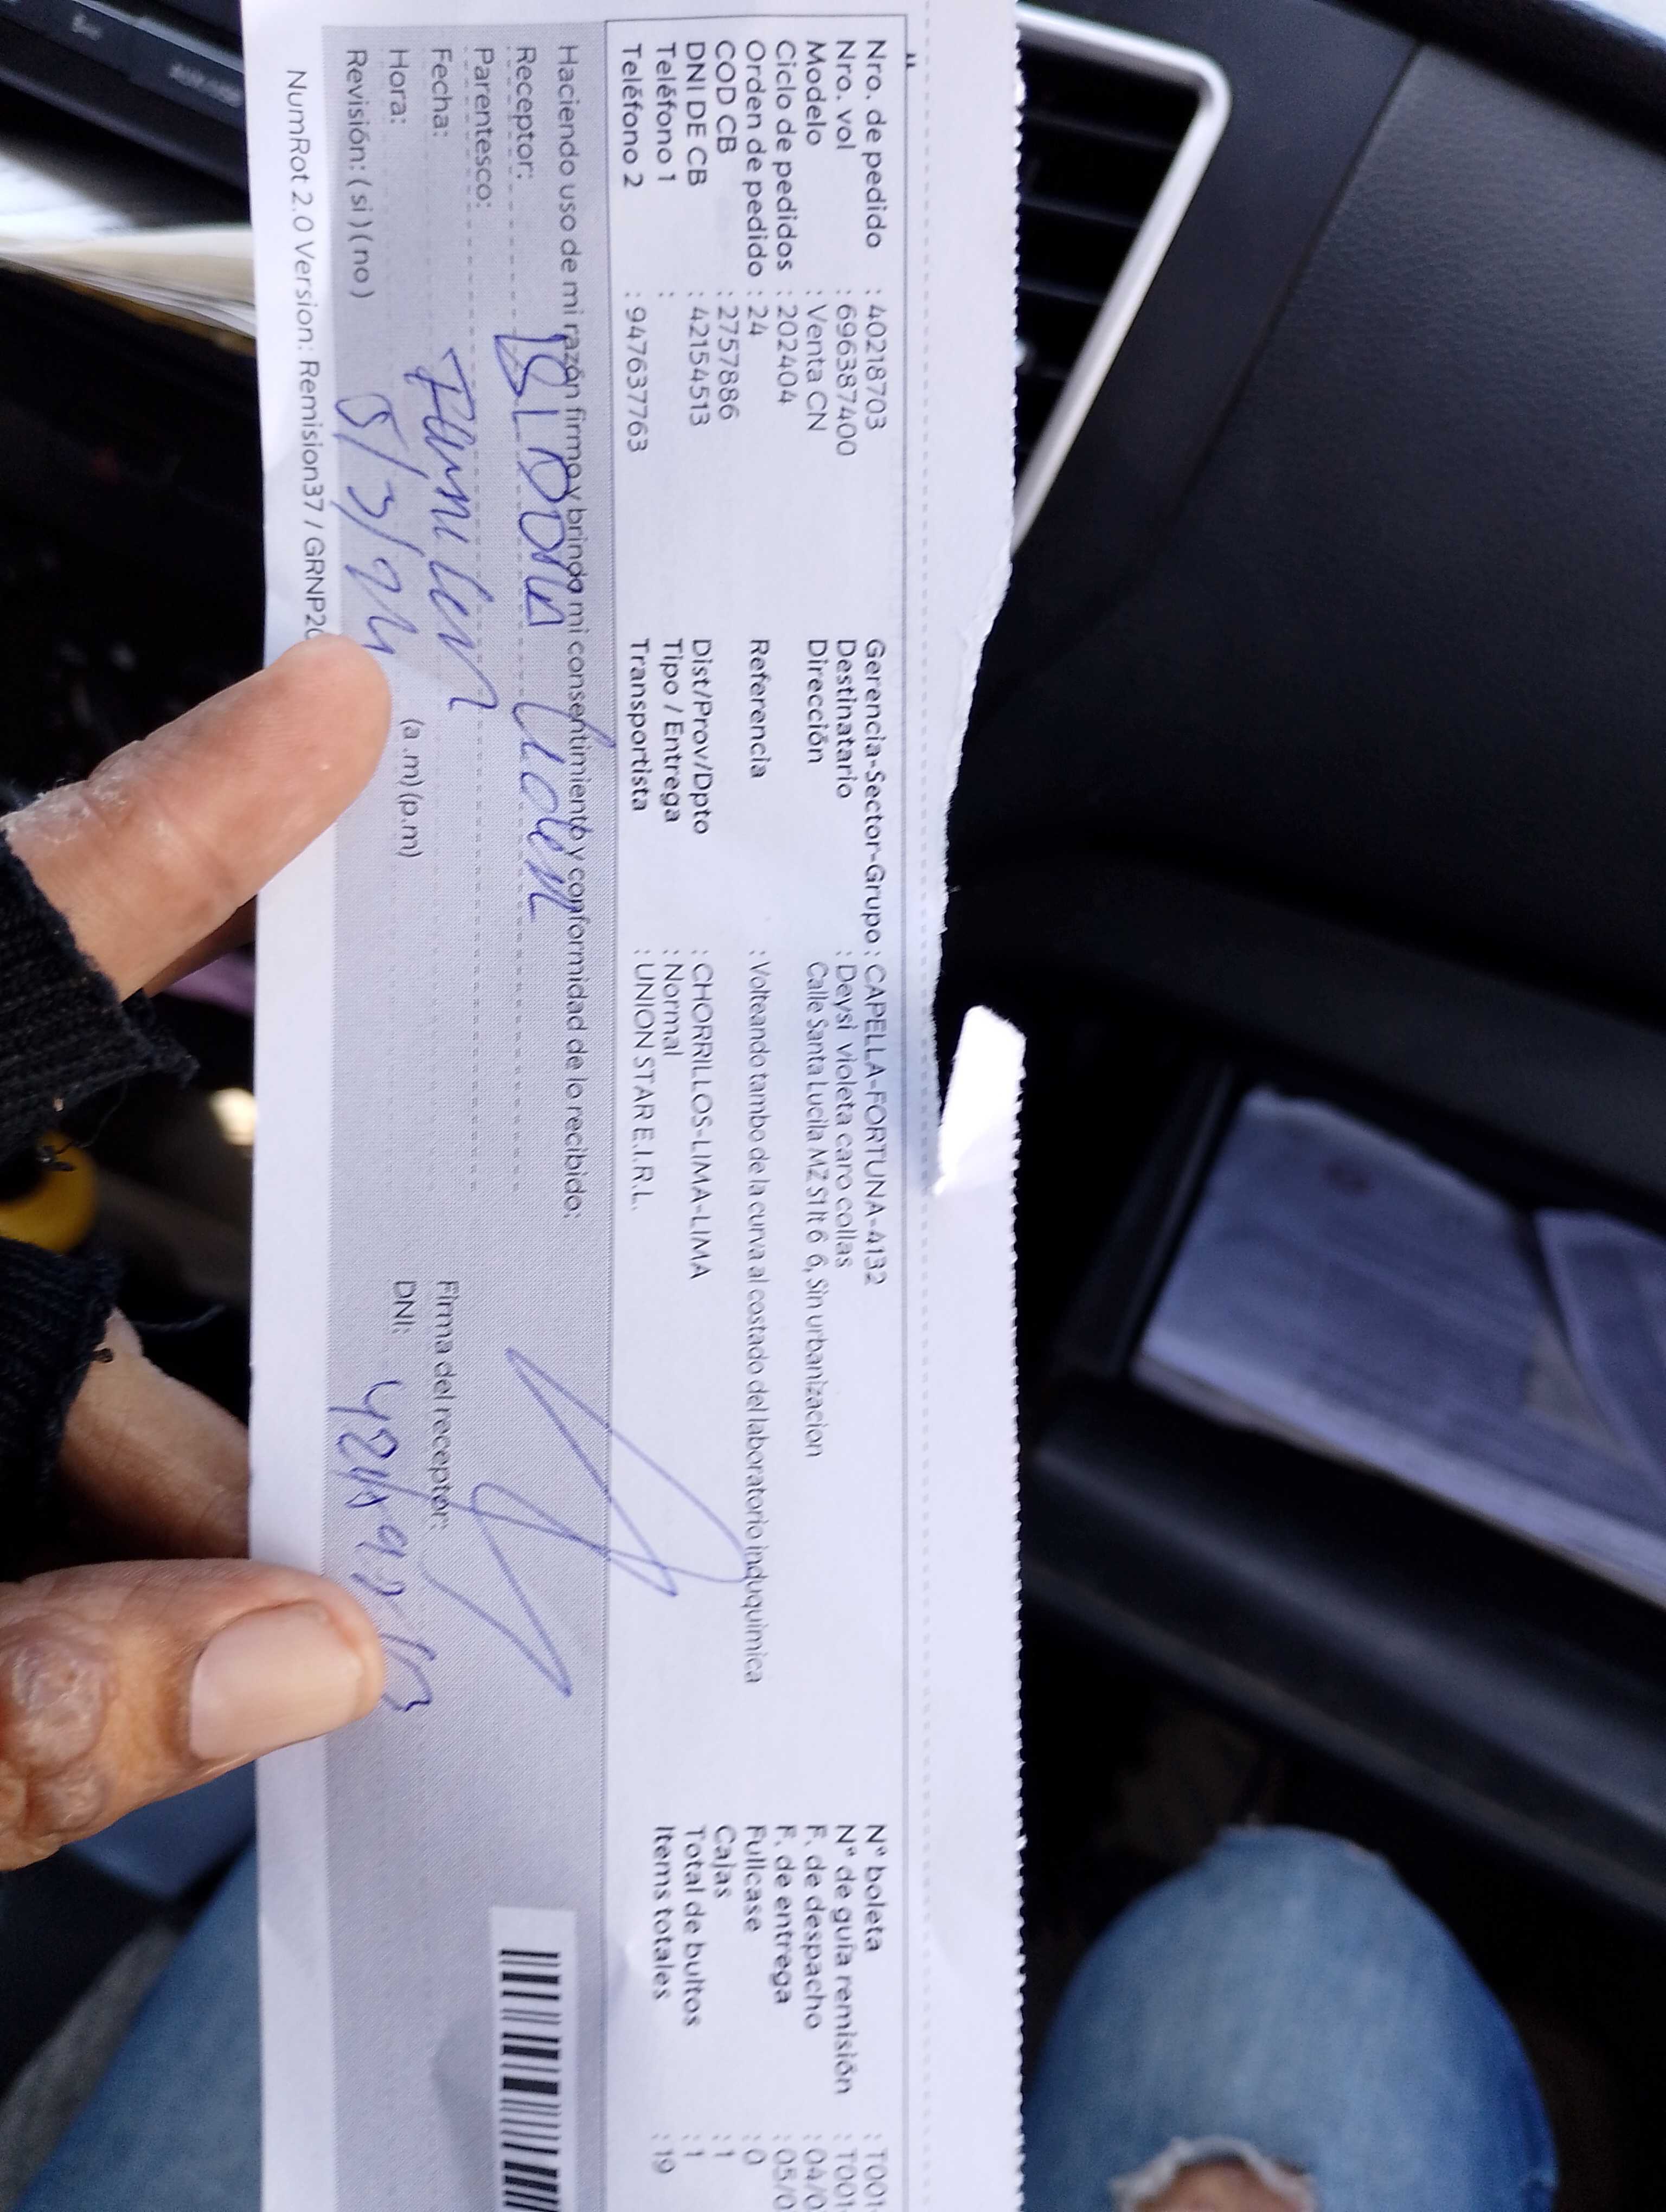 Nro. de pedido : 40218703 Gerencia-Sector-Grupo : CAPELLA-FORTUNA-4132 N° boleta : T001-
Nro. vol : 696387400 Destinatario : Deysi violeta caro collas N° de guía remisión : T001-
Modelo : Venta CN Dirección Calle Santa Lucila MZ S1 lt 6 6, Sin urbanizacion F. de despacho : 04/0
Ciclo de pedidos : 202404 F. de entrega : 05/0
Orden de pedido : 24 Referencia : Volteando tambo de la curva al costado del laboratorio induquimica Fullcase : 0
COD CB : 2757886 Cajas : 1
DNI DE CB : 42154513 Dist/Prov/Dpto : CHORRILLOS-LIMA-LIMA Total de bultos : 1
Teléfono 1 : Tipo / Entrega : Normal Items totales : 19
Teléfono 2 : 947637763 Transportista : UNION STAR E.I.R.L.
Haciendo uso de mi razón firmo y brindo mi consentimiento y conformidad de lo recibido:
Receptor:
Parentesco:
Fecha: Firma del receptor:
Hora: 5/3/24 (a.m)(p.m) DNI:
Revisión: (si) (no)
NumRot 2.0 Version: Remision37 / GRNP20